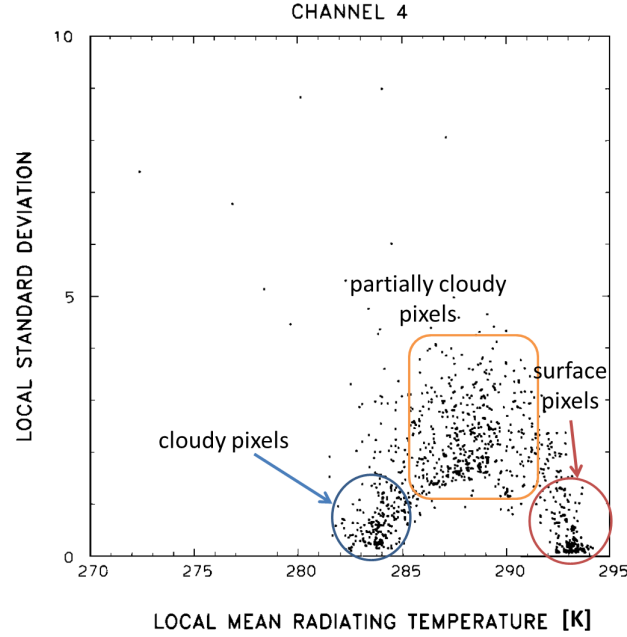 CHANNEL 4
10
5
0
LOCAL STANDARD DEVIATION
partially cloudy
pixels
surface
pixels
cloudy pixels
270 275 280 285 290 295
LOCAL MEAN RADIATING TEMPERATURE [K]